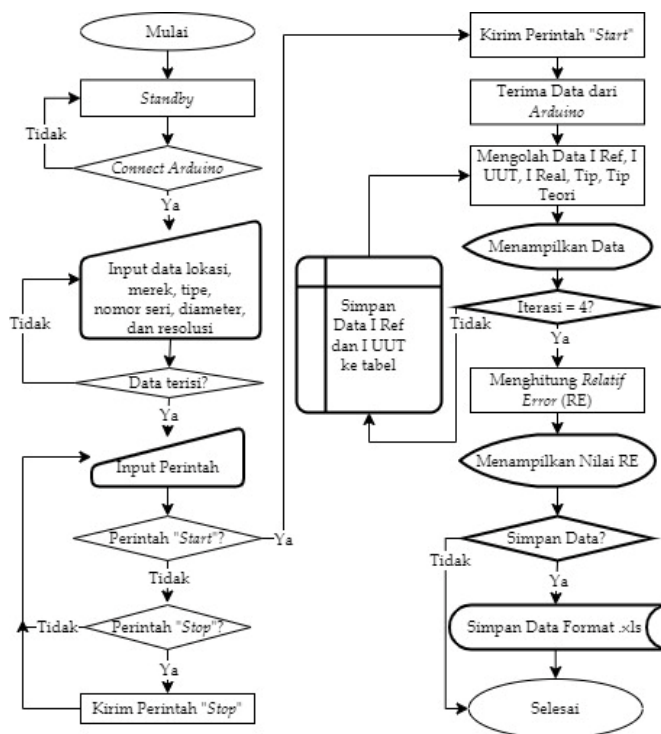 Mulai
Standby
Tidak
Connect Arduino
Ya
Input data lokasi,
merek, tipe,
nomor seri, diameter,
dan resolusi
Tidak
Data terisi?
Ya
Input Perintah
Perintah "Start"?
Ya
Tidak
Perintah "Stop"?
Tidak
Ya
Kirim Perintah "Stop"
Kirim Perintah "Start"
Terima Data dari
Arduino
Mengolah Data I Ref, I
UUT, I Real, Tip, Tip
Teori
Menampilkan Data
Iterasi = 4?
Tidak
Simpan
Data I Ref
dan I UUT
ke tabel
Ya
Menghitung Relatif
Error (RE)
Menampilkan Nilai RE
Simpan Data?
Tidak
Ya
Simpan Data Format .xls
Selesai